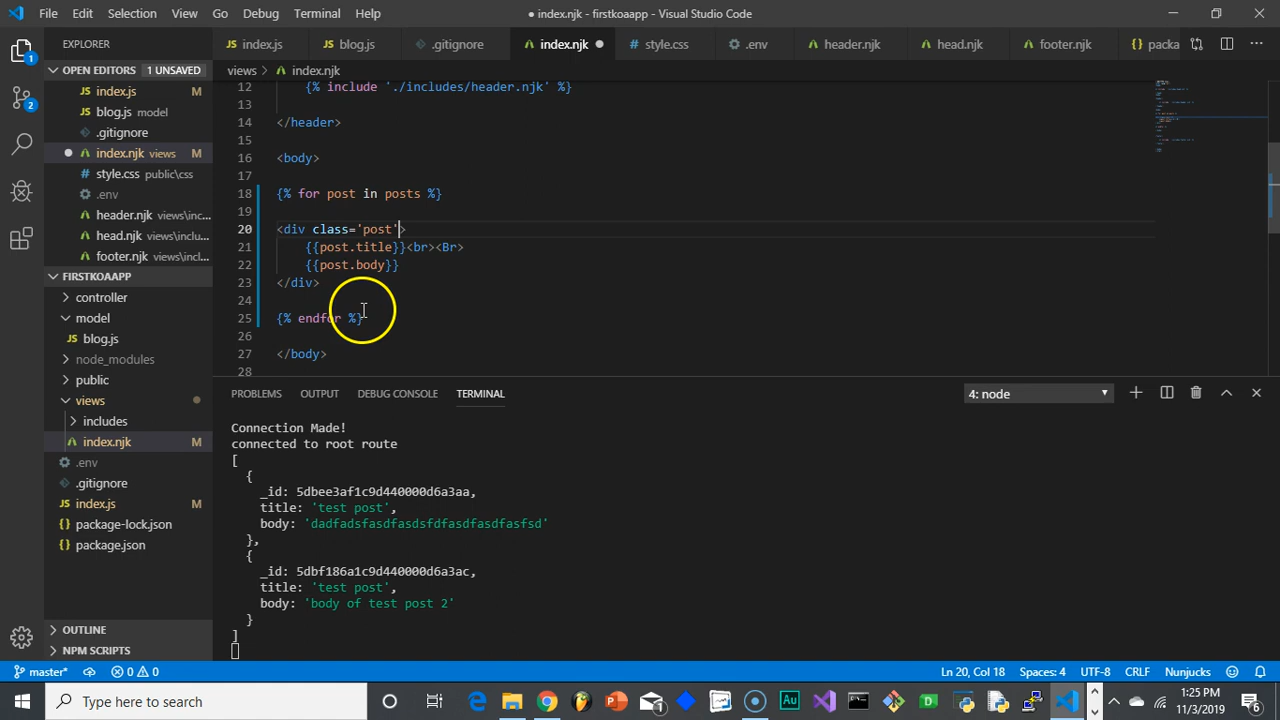 File Edit Selection View Go Debug Terminal Help
● index.njk - firstkoaapp - Visual Studio Code
EXPLORER
OPEN EDITORS 1 UNSAVED
index.js M
blog.js model
.gitignore
index.njk views M
style.css public\css
.env
header.njk views\inc...
head.njk views\inclu...
footer.njk views\incl...
FIRSTKOAAPP
controller
model
blog.js
node_modules
public
views
includes
index.njk M
.env
.gitignore
index.js M
package-lock.json
package.json
OUTLINE
NPM SCRIPTS
index.js blog.js .gitignore index.njk style.css .env header.njk head.njk footer.njk packa
views > index.njk
12 {% include './includes/header.njk' %}
13
14 </header>
15
16 <body>
17
18 {% for post in posts %}
19
20 <div class='post'>
21 {{post.title}}<br><Br>
22 {{post.body}}
23 </div>
24
25 {% endfor %}
26
27 </body>
28
PROBLEMS OUTPUT DEBUG CONSOLE TERMINAL 4: node
Connection Made!
connected to root route
[
{
_id: 5dbee3af1c9d440000d6a3aa,
title: 'test post',
body: 'dadfadsfasdfasdsfdfasdfasdfasfsd'
},
{
_id: 5dbf186a1c9d440000d6a3ac,
title: 'test post',
body: 'body of test post 2'
}
]
master* 0 0 Ln 20, Col 18 Spaces: 4 UTF-8 CRLF Nunjucks
Type here to search
1:25 PM
11/3/2019